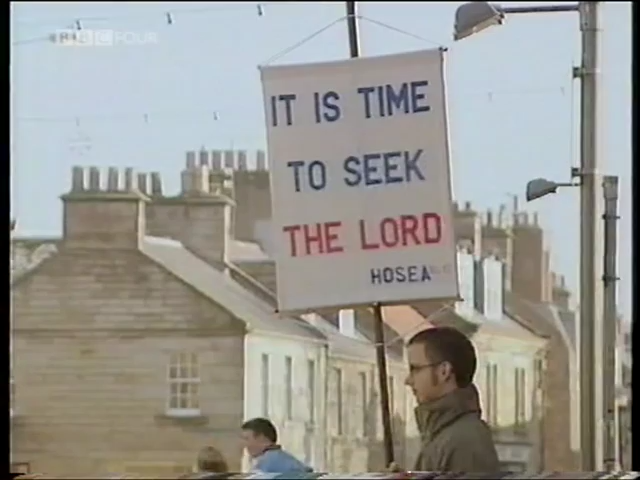 BBC FOUR
IT IS TIME
TO SEEK
THE LORD
HOSEA